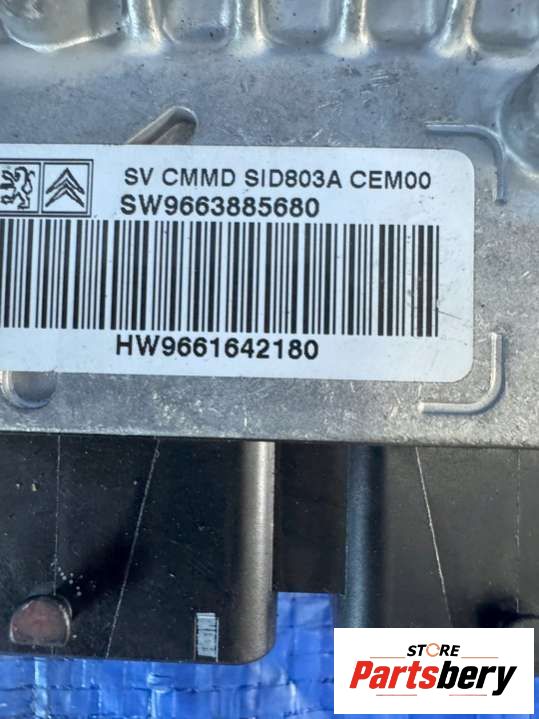 SV CMMD SID803A CEM00
SW9663885680
HW9661642180
STORE
Partsbery